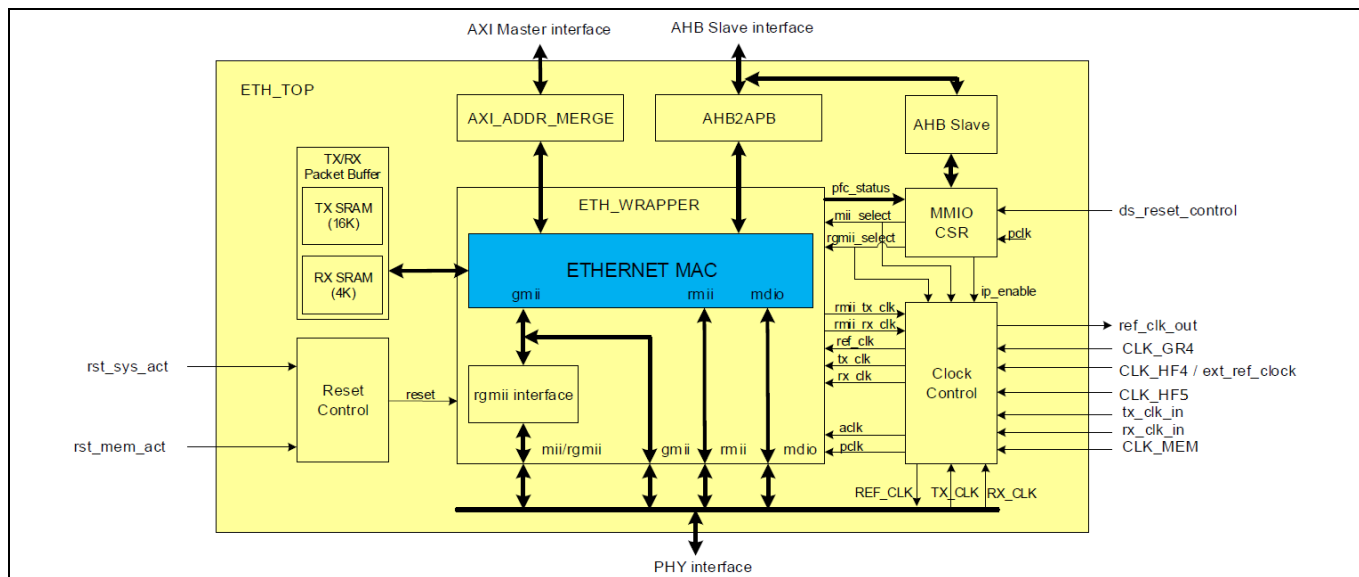 AXI Master interface
AHB Slave interface
ETH_TOP
AXI_ADDR_MERGE
AHB2APB
AHB Slave
TX/RX
Packet Buffer
TX SRAM
(16K)
RX SRAM
(4K)
ETH_WRAPPER
pfc_status
mii_select
rgmii_select
MMIO
CSR
pclk
ds_reset_control
ETHERNET MAC
gmii
rmii
mdio
ip_enable
rmii_tx_clk
rmii_rx_clk
ref_clk
tx_clk
rx_clk
aclk
pclk
Clock
Control
ref_clk_out
CLK_GR4
CLK_HF4 / ext_ref_clock
CLK_HF5
tx_clk_in
rx_clk_in
CLK_MEM
rst_sys_act
rst_mem_act
Reset
Control
reset
rgmii interface
mii/rgmii
gmii
rmii
mdio
REF_CLK
TX_CLK
RX_CLK
PHY interface